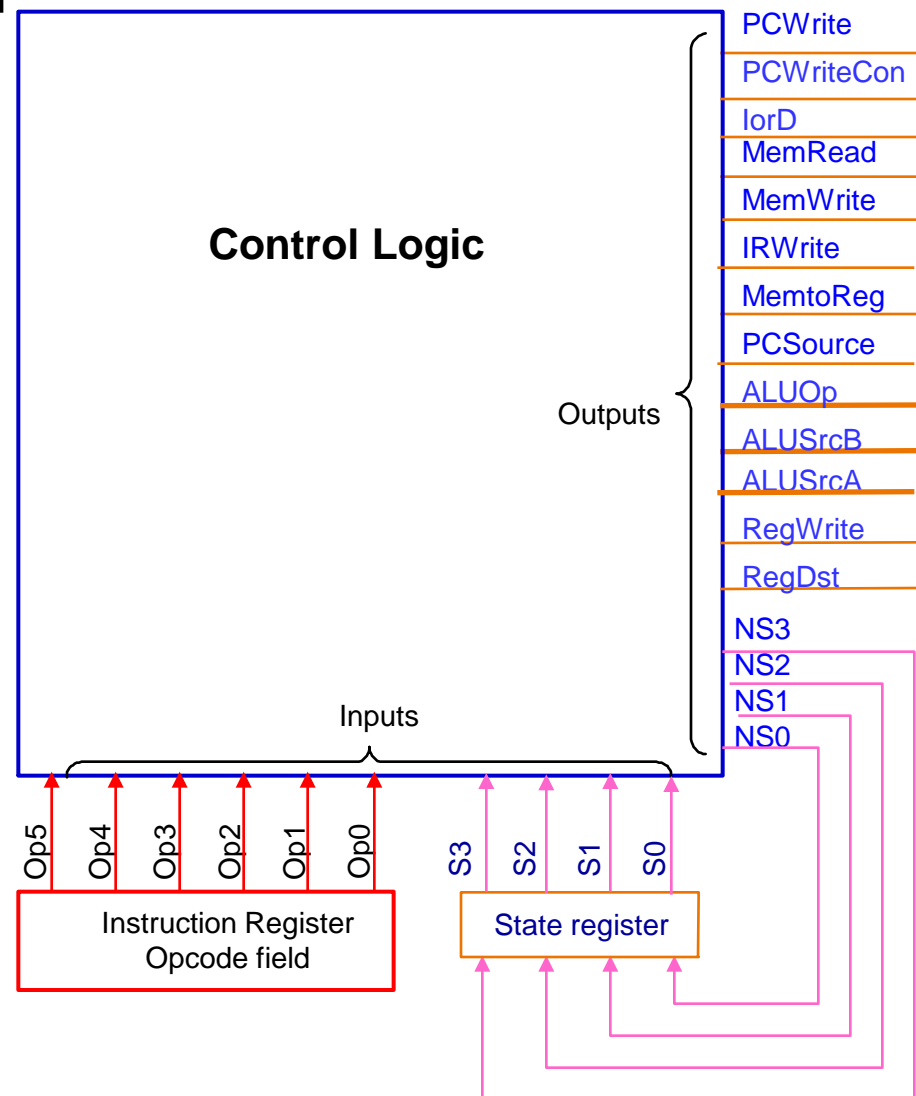 PCWrite
PCWriteCon
IorD
MemRead
MemWrite
Control Logic
IRWrite
MemtoReg
PCSource
ALUOp
Outputs
ALUSrcB
ALUSrcA
RegWrite
RegDst
NS3
NS2
NS1
Inputs
NS0
Op5
Op4
Op3
Op2
Op1
Op0
S3
S2
S1
S0
Instruction Register
Opcode field
State register